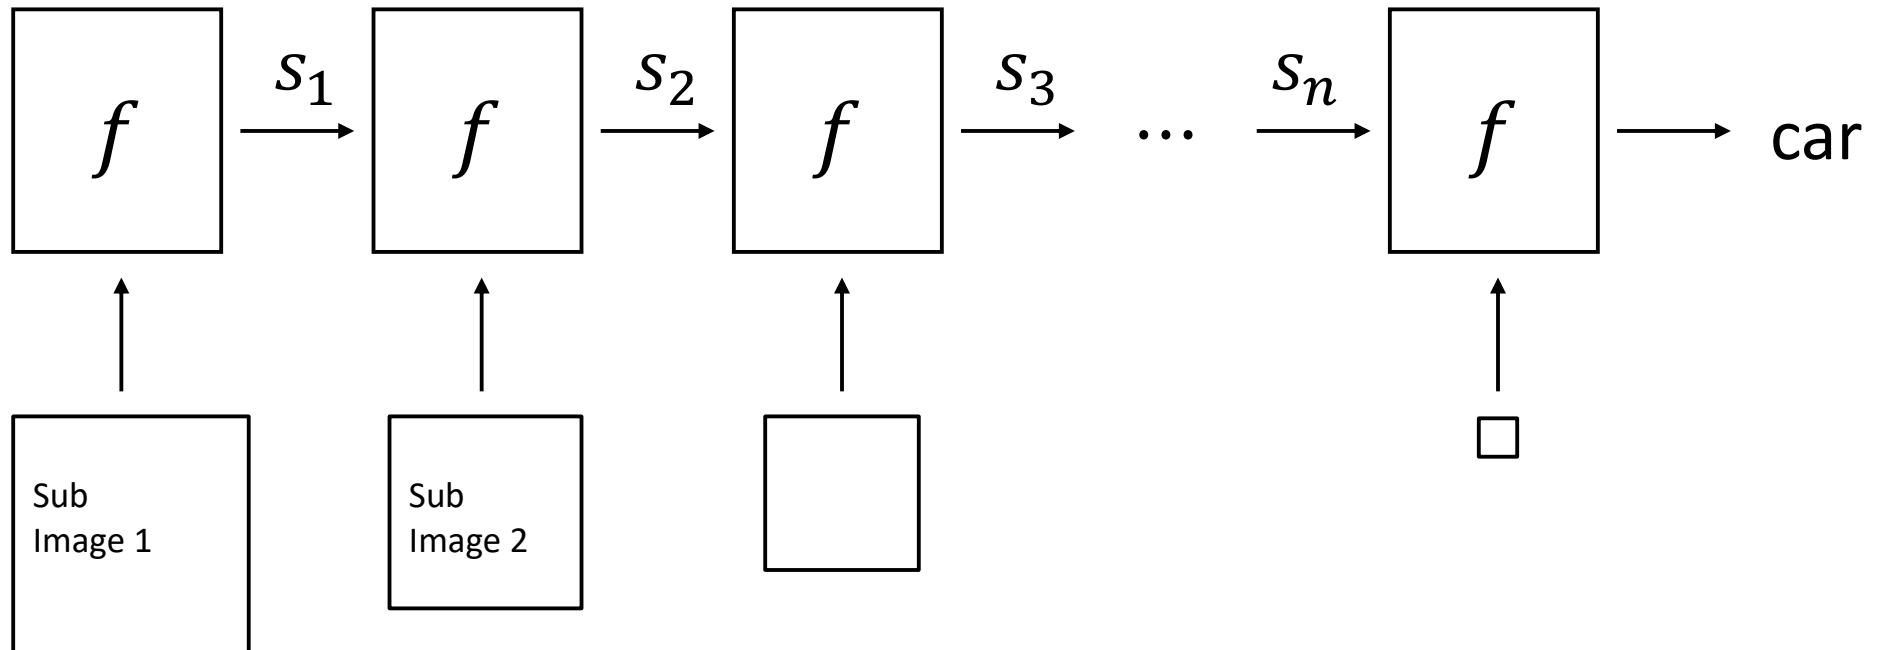 f s₁ f s₂ f s₃ ··· sₙ f car
Sub
Image 1
Sub
Image 2